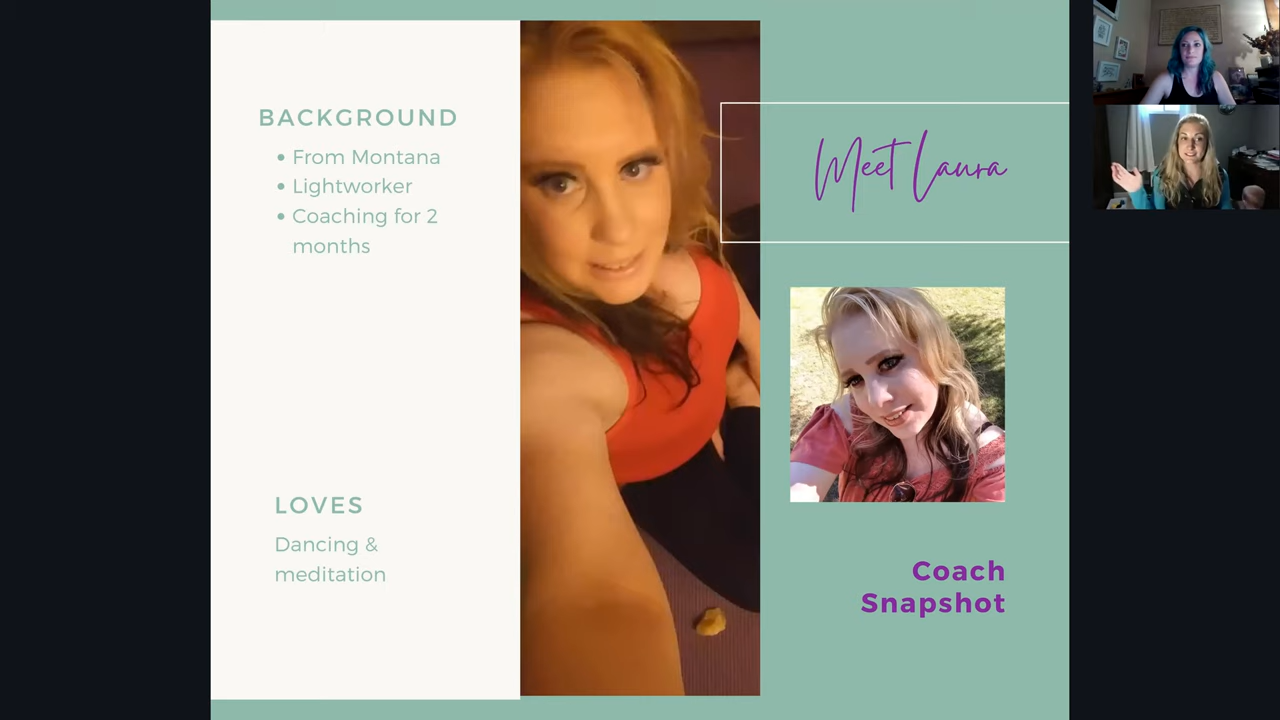 BACKGROUND
• From Montana
• Lightworker
• Coaching for 2
months
LOVES
Dancing &
meditation
Meet Laura
Coach
Snapshot